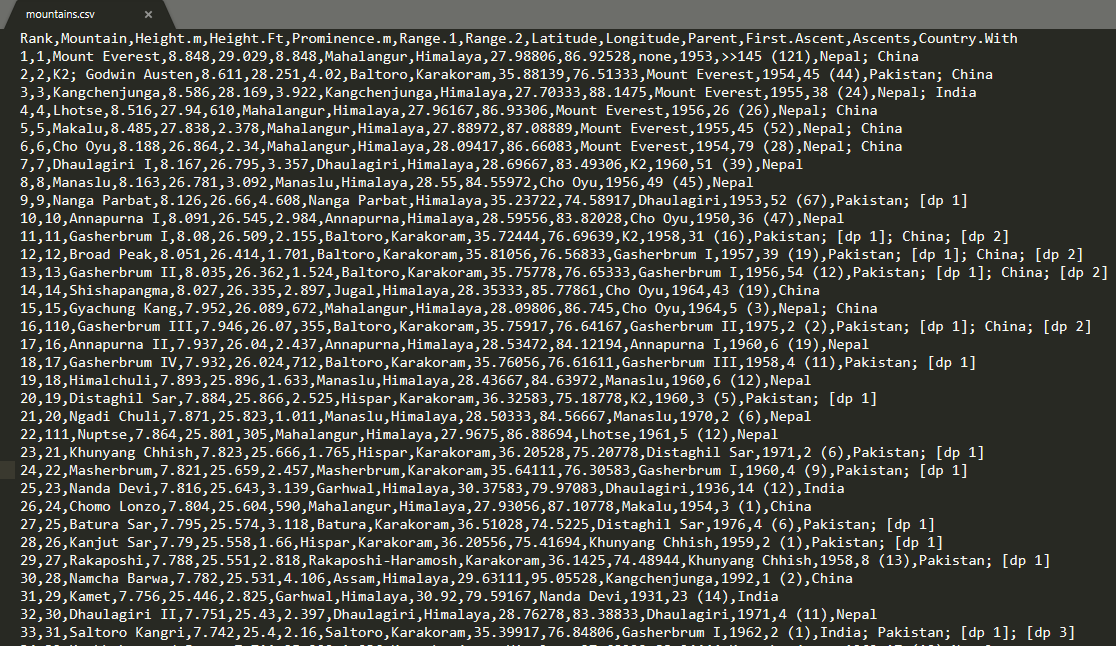 mountains.csv ×
Rank,Mountain,Height.m,Height.Ft,Prominence.m,Range.1,Range.2,Latitude,Longitude,Parent,First.Ascent,Ascents,Country.With
1,1,Mount Everest,8.848,29.029,8.848,Mahalangur,Himalaya,27.98806,86.92528,none,1953,>>145 (121),Nepal; China
2,2,K2; Godwin Austen,8.611,28.251,4.02,Baltoro,Karakoram,35.88139,76.51333,Mount Everest,1954,45 (44),Pakistan; China
3,3,Kangchenjunga,8.586,28.169,3.922,Kangchenjunga,Himalaya,27.70333,88.1475,Mount Everest,1955,38 (24),Nepal; India
4,4,Lhotse,8.516,27.94,610,Mahalangur,Himalaya,27.96167,86.93306,Mount Everest,1956,26 (26),Nepal; China
5,5,Makalu,8.485,27.838,2.378,Mahalangur,Himalaya,27.88972,87.08889,Mount Everest,1955,45 (52),Nepal; China
6,6,Cho Oyu,8.188,26.864,2.34,Mahalangur,Himalaya,28.09417,86.66083,Mount Everest,1954,79 (28),Nepal; China
7,7,Dhaulagiri I,8.167,26.795,3.357,Dhaulagiri,Himalaya,28.69667,83.49306,K2,1960,51 (39),Nepal
8,8,Manaslu,8.163,26.781,3.092,Manaslu,Himalaya,28.55,84.55972,Cho Oyu,1956,49 (45),Nepal
9,9,Nanga Parbat,8.126,26.66,4.608,Nanga Parbat,Himalaya,35.23722,74.58917,Dhaulagiri,1953,52 (67),Pakistan; [dp 1]
10,10,Annapurna I,8.091,26.545,2.984,Annapurna,Himalaya,28.59556,83.82028,Cho Oyu,1950,36 (47),Nepal
11,11,Gasherbrum I,8.08,26.509,2.155,Baltoro,Karakoram,35.72444,76.69639,K2,1958,31 (16),Pakistan; [dp 1]; China; [dp 2]
12,12,Broad Peak,8.051,26.414,1.701,Baltoro,Karakoram,35.81056,76.56833,Gasherbrum I,1957,39 (19),Pakistan; [dp 1]; China; [dp 2]
13,13,Gasherbrum II,8.035,26.362,1.524,Baltoro,Karakoram,35.75778,76.65333,Gasherbrum I,1956,54 (12),Pakistan; [dp 1]; China; [dp 2]
14,14,Shishapangma,8.027,26.335,2.897,Jugal,Himalaya,28.35333,85.77861,Cho Oyu,1964,43 (19),China
15,15,Gyachung Kang,7.952,26.089,672,Mahalangur,Himalaya,28.09806,86.745,Cho Oyu,1964,5 (3),Nepal; China
16,110,Gasherbrum III,7.946,26.07,355,Baltoro,Karakoram,35.75917,76.64167,Gasherbrum II,1975,2 (2),Pakistan; [dp 1]; China; [dp 2]
17,16,Annapurna II,7.937,26.04,2.437,Annapurna,Himalaya,28.53472,84.12194,Annapurna I,1960,6 (19),Nepal
18,17,Gasherbrum IV,7.932,26.024,712,Baltoro,Karakoram,35.76056,76.61611,Gasherbrum III,1958,4 (11),Pakistan; [dp 1]
19,18,Himalchuli,7.893,25.896,1.633,Manaslu,Himalaya,28.43667,84.63972,Manaslu,1960,6 (12),Nepal
20,19,Distaghil Sar,7.884,25.866,2.525,Hispar,Karakoram,36.32583,75.18778,K2,1960,3 (5),Pakistan; [dp 1]
21,20,Ngadi Chuli,7.871,25.823,1.011,Manaslu,Himalaya,28.50333,84.56667,Manaslu,1970,2 (6),Nepal
22,111,Nuptse,7.864,25.801,305,Mahalangur,Himalaya,27.9675,86.88694,Lhotse,1961,5 (12),Nepal
23,21,Khunyang Chhish,7.823,25.666,1.765,Hispar,Karakoram,36.20528,75.20778,Distaghil Sar,1971,2 (6),Pakistan; [dp 1]
24,22,Masherbrum,7.821,25.659,2.457,Masherbrum,Karakoram,35.64111,76.30583,Gasherbrum I,1960,4 (9),Pakistan; [dp 1]
25,23,Nanda Devi,7.816,25.643,3.139,Garhwal,Himalaya,30.37583,79.97083,Dhaulagiri,1936,14 (12),India
26,24,Chomo Lonzo,7.804,25.604,590,Mahalangur,Himalaya,27.93056,87.10778,Makalu,1954,3 (1),China
27,25,Batura Sar,7.795,25.574,3.118,Batura,Karakoram,36.51028,74.5225,Distaghil Sar,1976,4 (6),Pakistan; [dp 1]
28,26,Kanjut Sar,7.79,25.558,1.66,Hispar,Karakoram,36.20556,75.41694,Khunyang Chhish,1959,2 (1),Pakistan; [dp 1]
29,27,Rakaposhi,7.788,25.551,2.818,Rakaposhi-Haramosh,Karakoram,36.1425,74.48944,Khunyang Chhish,1958,8 (13),Pakistan; [dp 1]
30,28,Namcha Barwa,7.782,25.531,4.106,Assam,Himalaya,29.63111,95.05528,Kangchenjunga,1992,1 (2),China
31,29,Kamet,7.756,25.446,2.825,Garhwal,Himalaya,30.92,79.59167,Nanda Devi,1931,23 (14),India
32,30,Dhaulagiri II,7.751,25.43,2.397,Dhaulagiri,Himalaya,28.76278,83.38833,Dhaulagiri,1971,4 (11),Nepal
33,31,Saltoro Kangri,7.742,25.4,2.16,Saltoro,Karakoram,35.39917,76.84806,Gasherbrum I,1962,2 (1),India; Pakistan; [dp 1]; [dp 3]